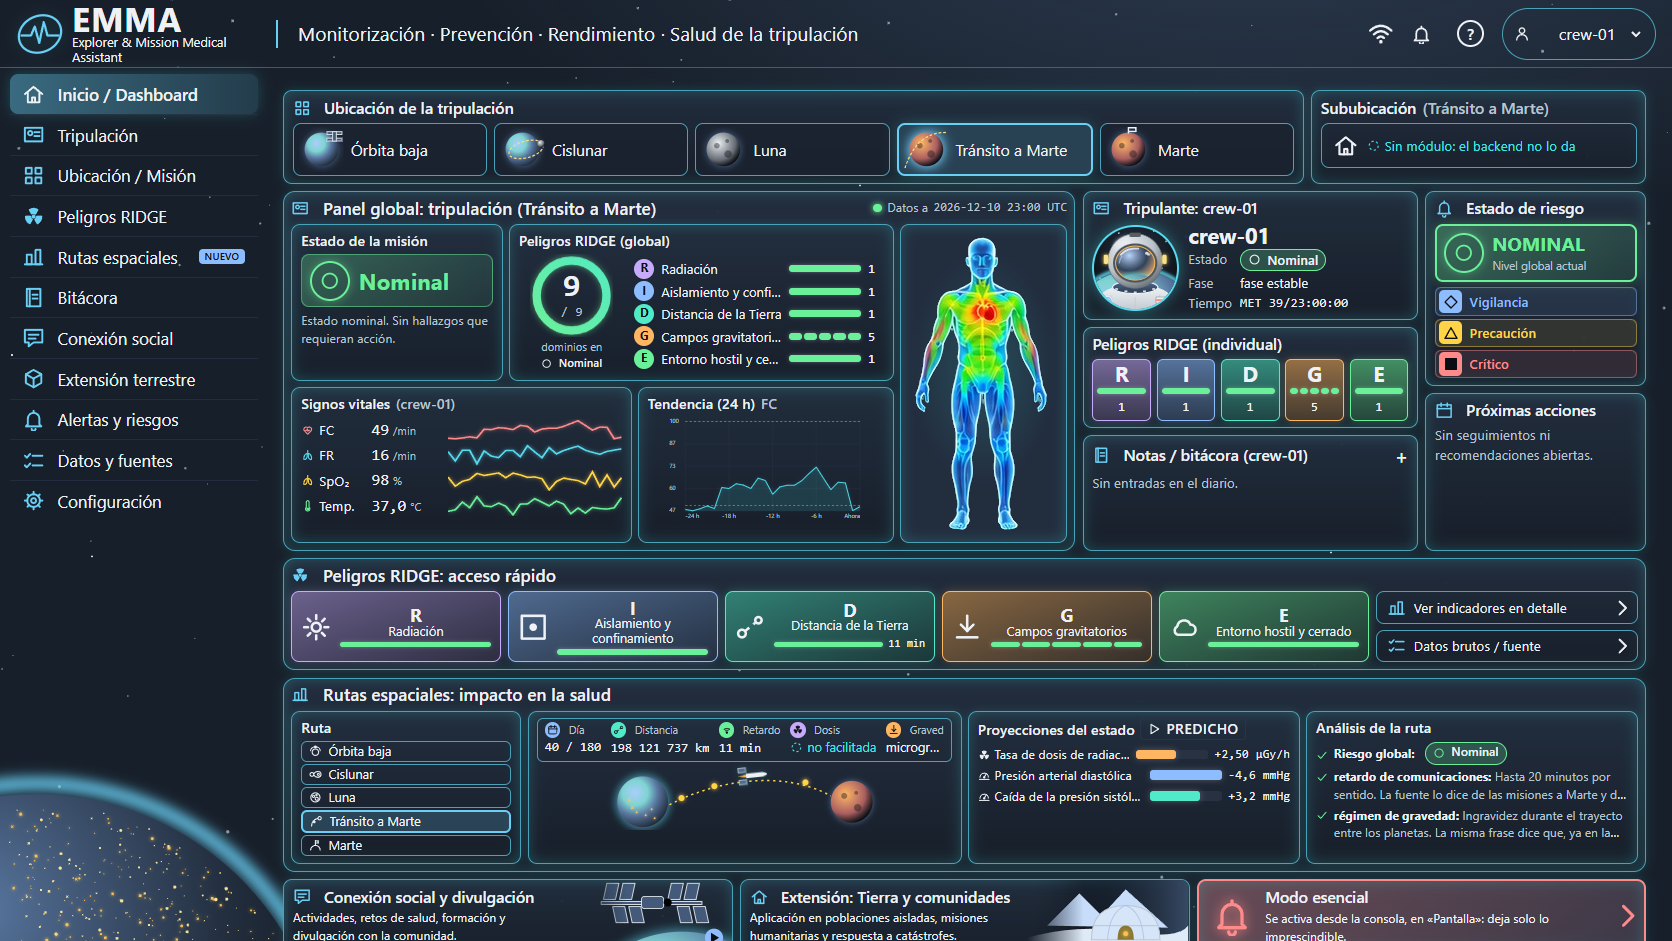 EMMA
Explorer & Mission Medical
Assistant
Monitorización · Prevención · Rendimiento · Salud de la tripulación
?
crew-01
Inicio / Dashboard
Tripulación
Ubicación / Misión
Peligros RIDGE
Rutas espaciales
NUEVO
Bitácora
Conexión social
Extensión terrestre
Alertas y riesgos
Datos y fuentes
Configuración
Ubicación de la tripulación
Órbita baja
Cislunar
Luna
Tránsito a Marte
Marte
Sububicación (Tránsito a Marte)
Sin módulo: el backend no lo da
Panel global: tripulación (Tránsito a Marte)
Datos a 2026-12-10 23:00 UTC
Estado de la misión
Nominal
Estado nominal. Sin hallazgos que
requieran acción.
Peligros RIDGE (global)
9
/ 9
dominios en
Nominal
R Radiación 1
I Aislamiento y confi... 1
D Distancia de la Tierra 1
G Campos gravitatori... 5
E Entorno hostil y ce... 1
Signos vitales (crew-01)
FC 49 /min
FR 16 /min
SpO₂ 98 %
Temp. 37,0 °C
Tendencia (24 h) FC
100
87
73
60
47
-24 h -18 h -12 h -6 h Ahora
Tripulante: crew-01
crew-01
Estado Nominal
Fase fase estable
Tiempo MET 39/23:00:00
Peligros RIDGE (individual)
R I D G E
1 1 1 5 1
Notas / bitácora (crew-01) +
Sin entradas en el diario.
Estado de riesgo
NOMINAL
Nivel global actual
Vigilancia
Precaución
Crítico
Próximas acciones
Sin seguimientos ni
recomendaciones abiertas.
Peligros RIDGE: acceso rápido
R
Radiación
I
Aislamiento y
confinamiento
D
Distancia de la Tierra
11 min
G
Campos gravitatorios
E
Entorno hostil y cerrado
Ver indicadores en detalle
Datos brutos / fuente
Rutas espaciales: impacto en la salud
Ruta
Órbita baja
Cislunar
Luna
Tránsito a Marte
Marte
Día Distancia Retardo Dosis Graved
40 / 180 198 121 737 km 11 min no facilitada microgr...
Proyecciones del estado PREDICHO
Tasa de dosis de radiac... +2,50 µGy/h
Presión arterial diastólica -4,6 mmHg
Caída de la presión sistól... +3,2 mmHg
Análisis de la ruta
Riesgo global: Nominal
retardo de comunicaciones: Hasta 20 minutos por
sentido. La fuente lo dice de las misiones a Marte y d...
régimen de gravedad: Ingravidez durante el trayecto
entre los planetas. La misma frase dice que, ya en la...
Conexión social y divulgación
Actividades, retos de salud, formación y
divulgación con la comunidad.
Extensión: Tierra y comunidades
Aplicación en poblaciones aisladas, misiones
humanitarias y respuesta a catástrofes.
Modo esencial
Se activa desde la consola, en «Pantalla»: deja solo lo
imprescindible.